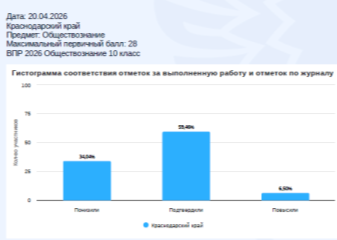 Дата: 20.04.2026
Краснодарский край
Предмет: Обществознание
Максимальный первичный балл: 28
ВПР 2026 Обществознание 10 класс
Гистограмма соответствия отметок за выполненную работу и отметок по журналу
100
75
50
25
0
34,04%
59,46%
6,50%
Понизили
Подтвердили
Повысили
Краснодарский край